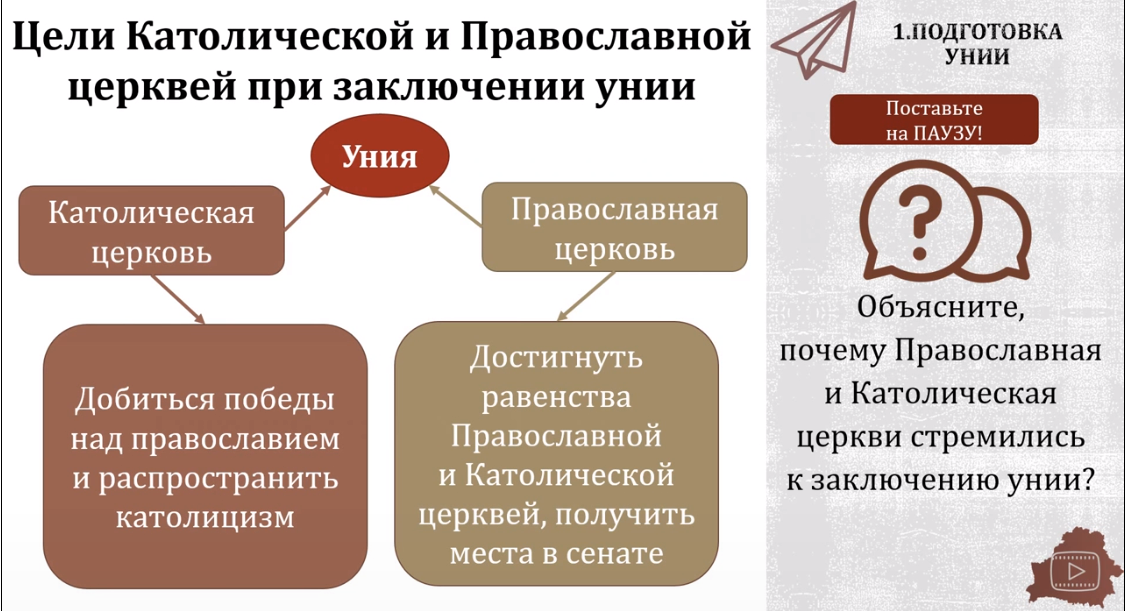 Цели Католической и Православной
церквей при заключении унии
Уния
Католическая
церковь
Православная
церковь
Добиться победы
над православием
и распространить
католицизм
Достигнуть
равенства
Православной
и Католической
церквей, получить
места в сенате
1.ПОДГОТОВКА
УНИИ
Поставьте
на ПАУЗУ!
?
Объясните,
почему Православная
и Католическая
церкви стремились
к заключению унии?